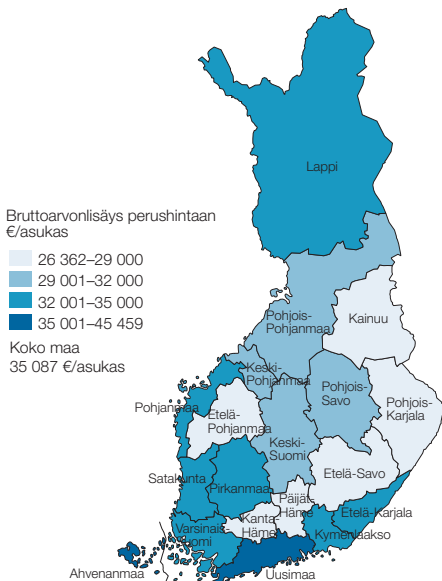 Lappi
Bruttoarvonlisäys perushintaan
€/asukas
26 362–29 000
29 001–32 000
32 001–35 000
35 001–45 459
Koko maa
35 087 €/asukas
Pohjois-
Pohjanmaa
Kainuu
Keski-
Pohjanmaa
Pohjois-
Savo
Pohjois-
Karjala
Pohjanmaa
Etelä-
Pohjanmaa
Keski-
Suomi
Etelä-Savo
Satakunta
Pirkanmaa
Päijät-
Häme
Etelä-Karjala
Varsinais-
Suomi
Kanta-
Häme
Kymenlaakso
Ahvenanmaa
Uusimaa